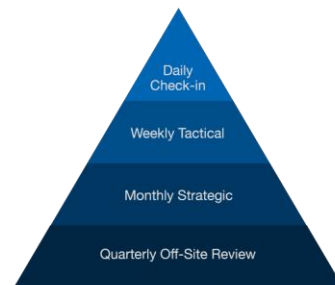 Daily
Check-in
Weekly Tactical
Monthly Strategic
Quarterly Off-Site Review